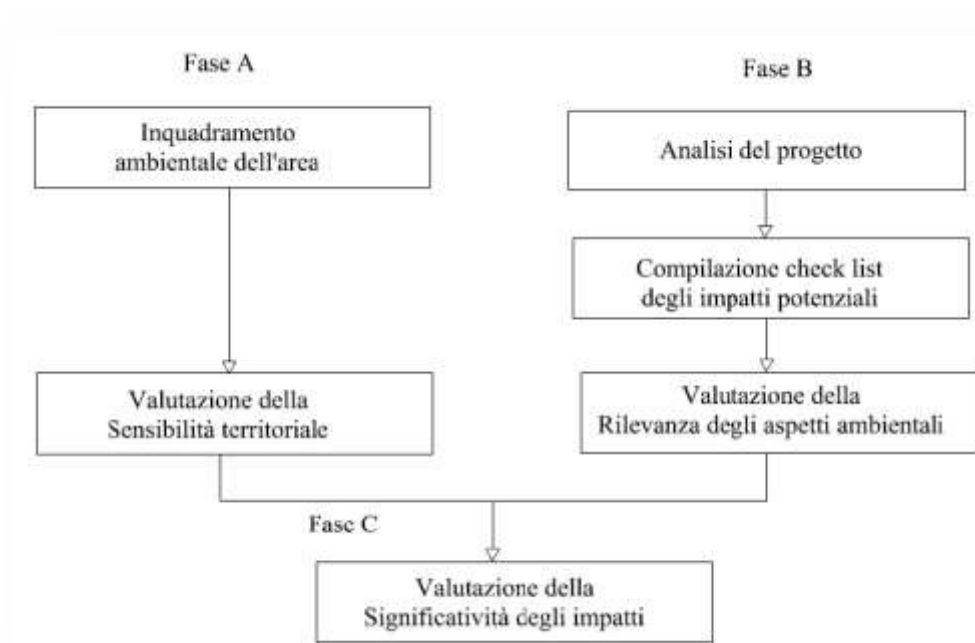 Fase A
Inquadramento
ambientale dell'area
Valutazione della
Sensibilità territoriale
Fase B
Analisi del progetto
Compilazione check list
degli impatti potenziali
Valutazione della
Rilevanza degli aspetti ambientali
Fase C
Valutazione della
Significatività degli impatti